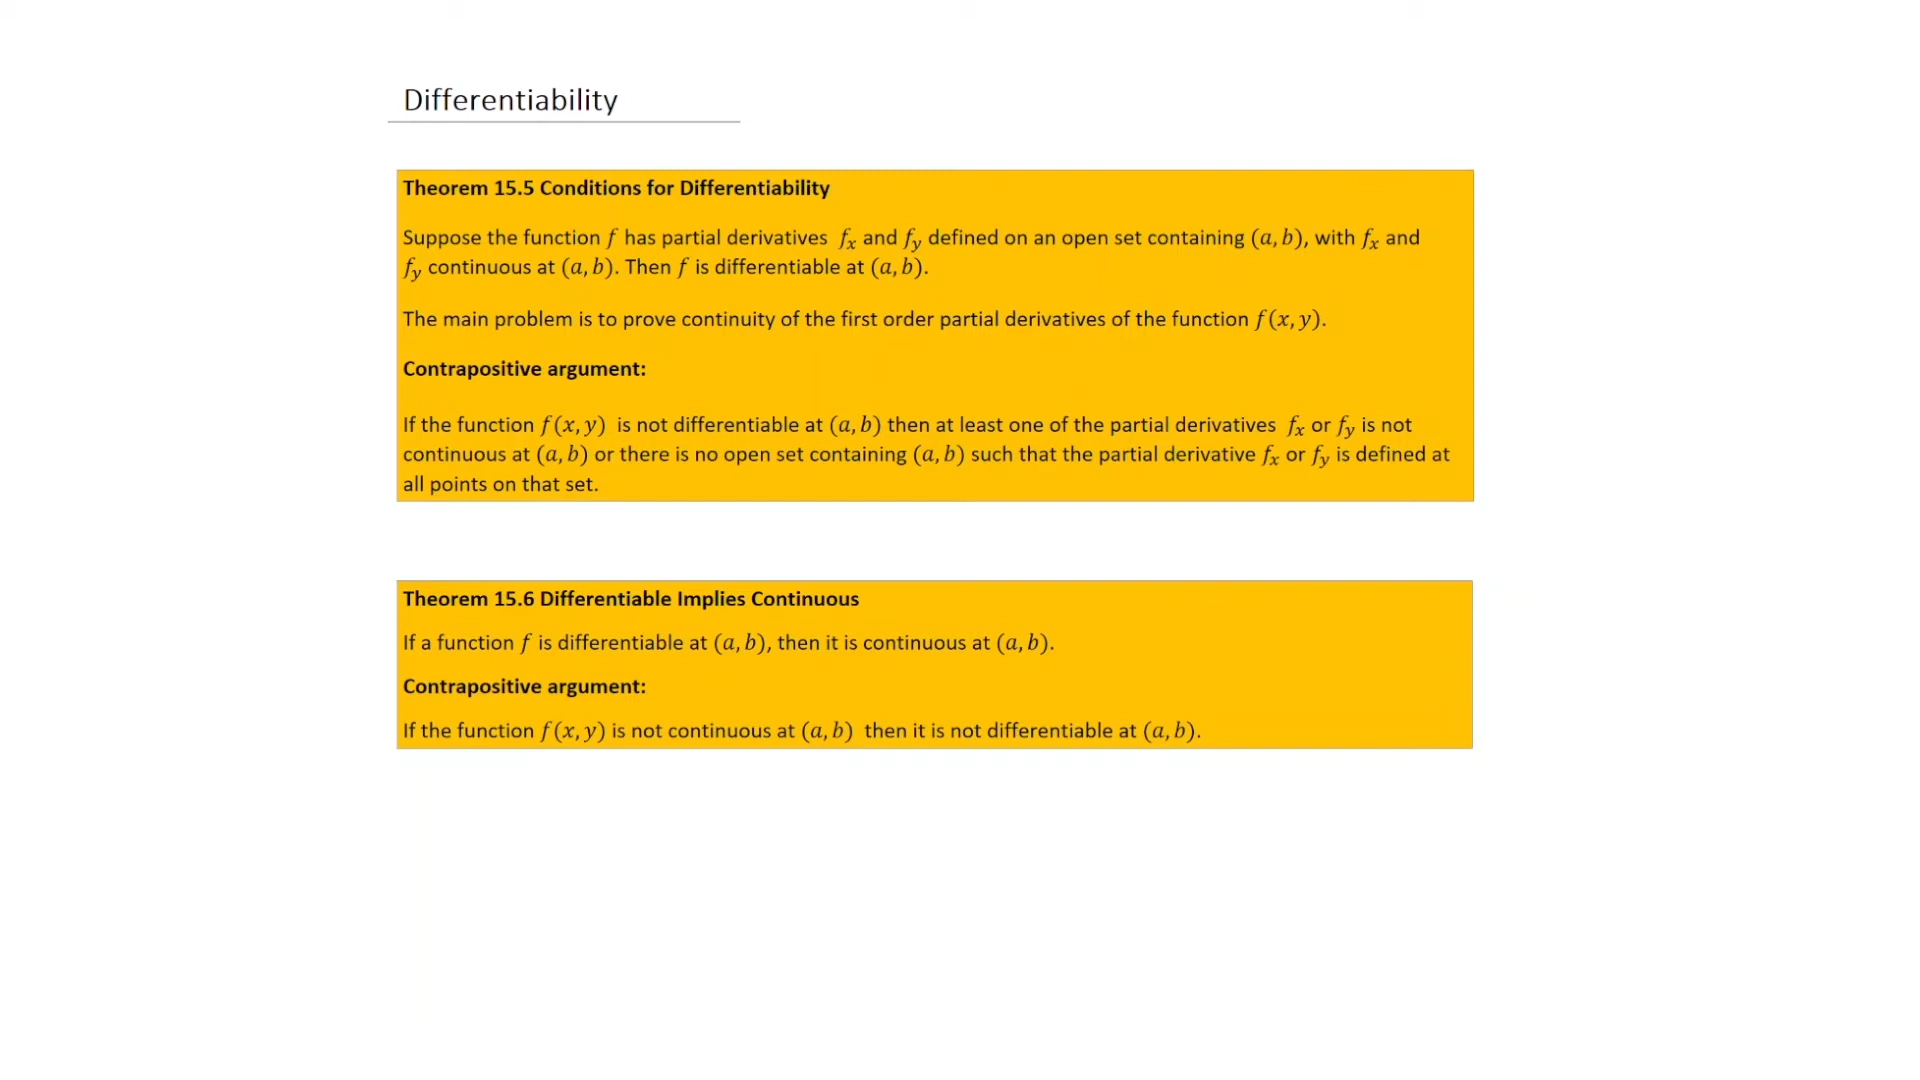 Differentiability
Theorem 15.5 Conditions for Differentiability
Suppose the function f has partial derivatives fₓ and f_y defined on an open set containing (a, b), with fₓ and
f_y continuous at (a, b). Then f is differentiable at (a, b).
The main problem is to prove continuity of the first order partial derivatives of the function f(x, y).
Contrapositive argument:
If the function f(x, y) is not differentiable at (a, b) then at least one of the partial derivatives fₓ or f_y is not
continuous at (a, b) or there is no open set containing (a, b) such that the partial derivative fₓ or f_y is defined at
all points on that set.
Theorem 15.6 Differentiable Implies Continuous
If a function f is differentiable at (a, b), then it is continuous at (a, b).
Contrapositive argument:
If the function f(x, y) is not continuous at (a, b) then it is not differentiable at (a, b).